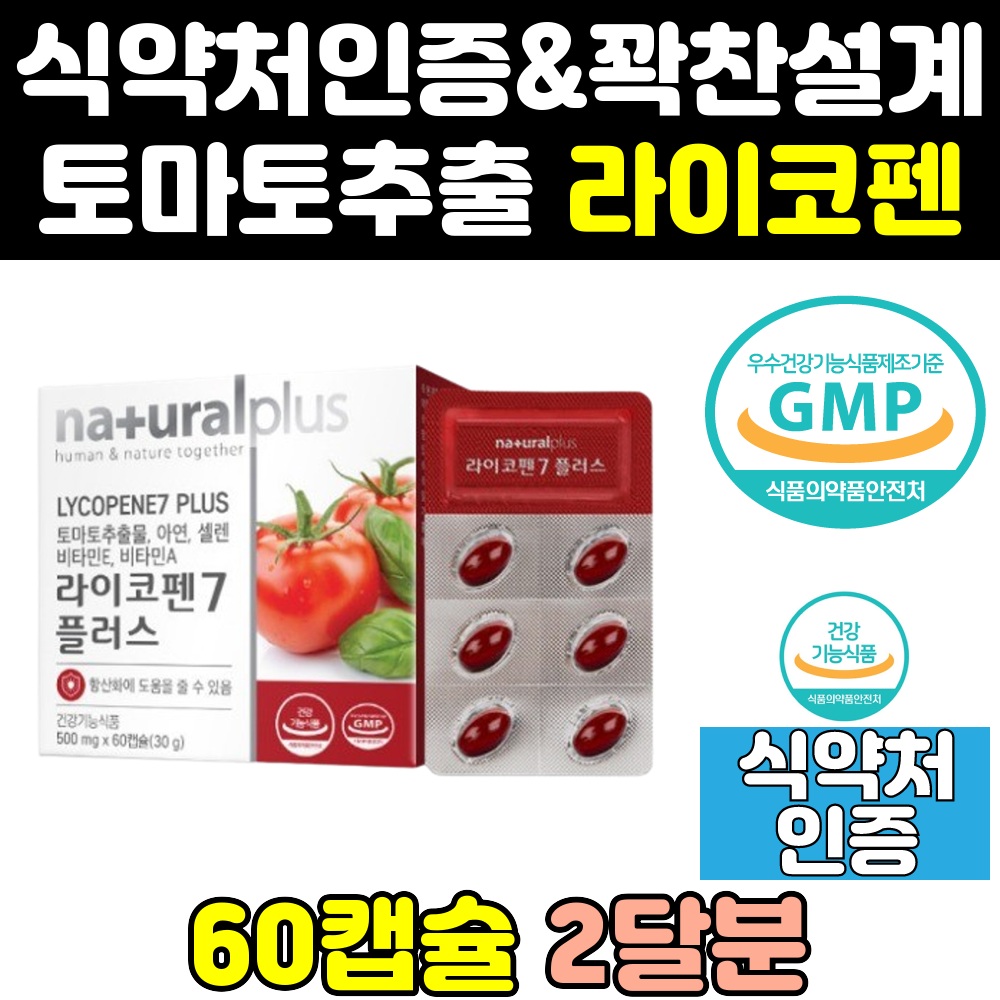 식약처인증&꽉찬설계
토마토추출 라이코펜
na+uralplus
human & nature together
LYCOPENE7 PLUS
토마토추출물, 아연, 셀렌
비타민E, 비타민A
라이코펜 7
플러스
항산화에 도움을 줄 수 있음
건강기능식품
500 mg x 60캡슐(30 g)
건강
기능식품
GMP
na+uralplus
라이코펜 7 플러스
우수건강기능식품제조기준
GMP
식품의약품안전처
건강
기능식품
식품의약품안전처
식약처
인증
60캡슐 2달분